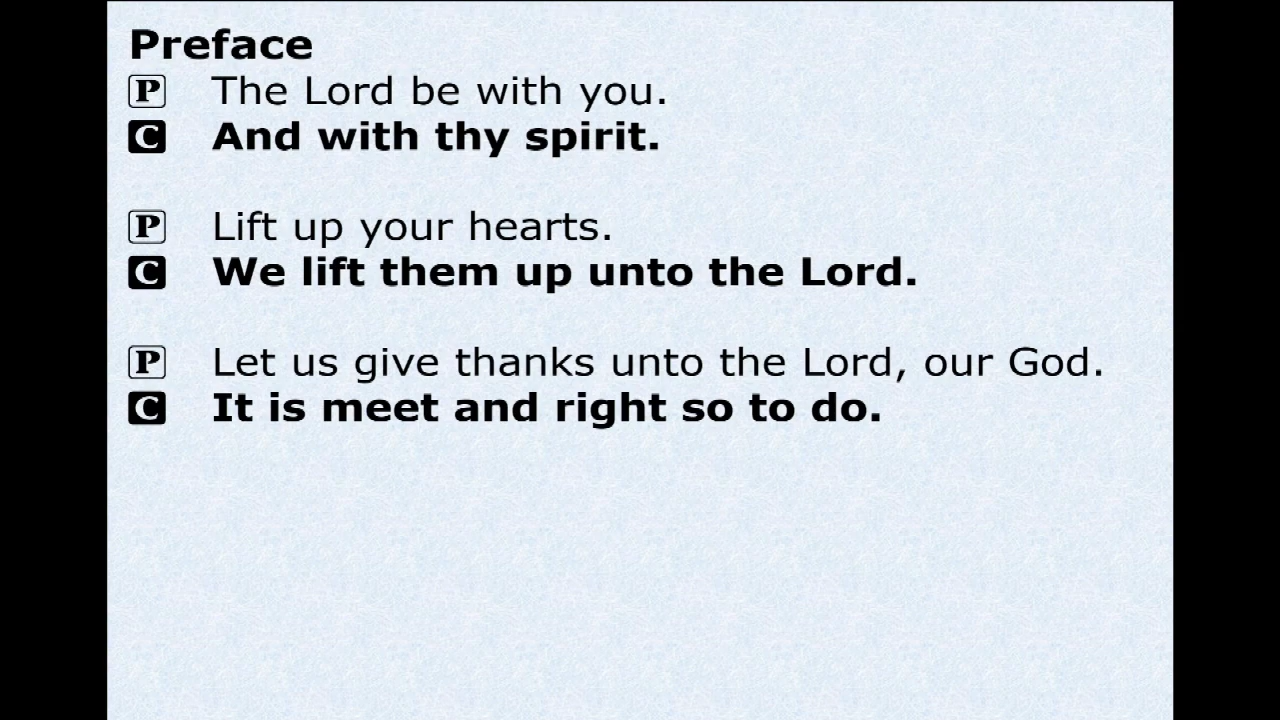 Preface
P The Lord be with you.
C And with thy spirit.
P Lift up your hearts.
C We lift them up unto the Lord.
P Let us give thanks unto the Lord, our God.
C It is meet and right so to do.